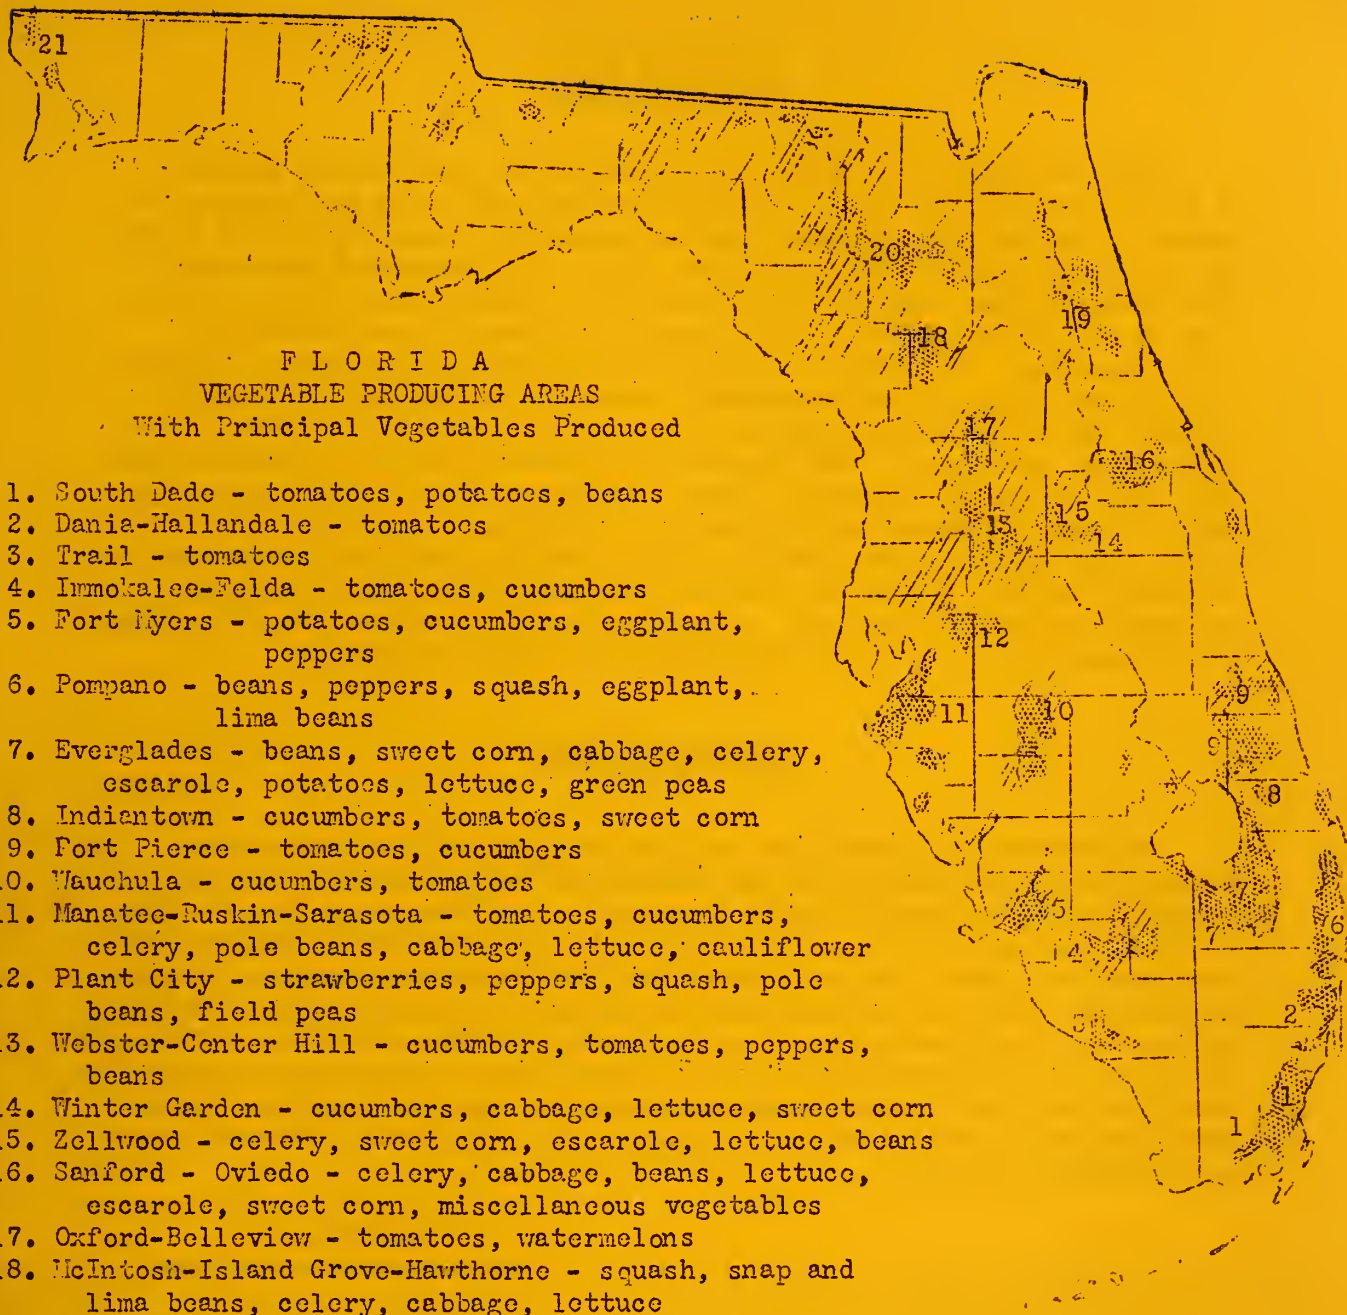 F L O R I D A
VEGETABLE PRODUCING AREAS
With Principal Vegetables Produced
1. South Dade - tomatoes, potatoes, beans
2. Dania-Hallandale - tomatoes
3. Trail - tomatoes
4. Immokalee-Felda - tomatoes, cucumbers
5. Fort Myers - potatoes, cucumbers, eggplant,
peppers
6. Pompano - beans, peppers, squash, eggplant,
lima beans
7. Everglades - beans, sweet corn, cabbage, celery,
escarole, potatoes, lettuce, green peas
8. Indiantown - cucumbers, tomatoes, sweet corn
9. Fort Pierce - tomatoes, cucumbers
.0. Wauchula - cucumbers, tomatoes
.1. Manatee-Ruskin-Sarasota - tomatoes, cucumbers,
celery, pole beans, cabbage, lettuce, cauliflower
.2. Plant City - strawberries, peppers, squash, pole
beans, field peas
.3. Webster-Center Hill - cucumbers, tomatoes, peppers,
beans
.4. Winter Garden - cucumbers, cabbage, lettuce, sweet corn
.5. Zellwood - celery, sweet corn, escarole, lettuce, beans
.6. Sanford - Oviedo - celery, cabbage, beans, lettuce,
escarole, sweet corn, miscellaneous vegetables
.7. Oxford-Belleview - tomatoes, watermelons
.8. McIntosh-Island Grove-Hawthorne - squash, snap and
lima beans, celery, cabbage, lettuce
21
20
19
18
17
16
15
13
14
12
9
11
10
9
8
7
5
6
4
7
2
3
1
1